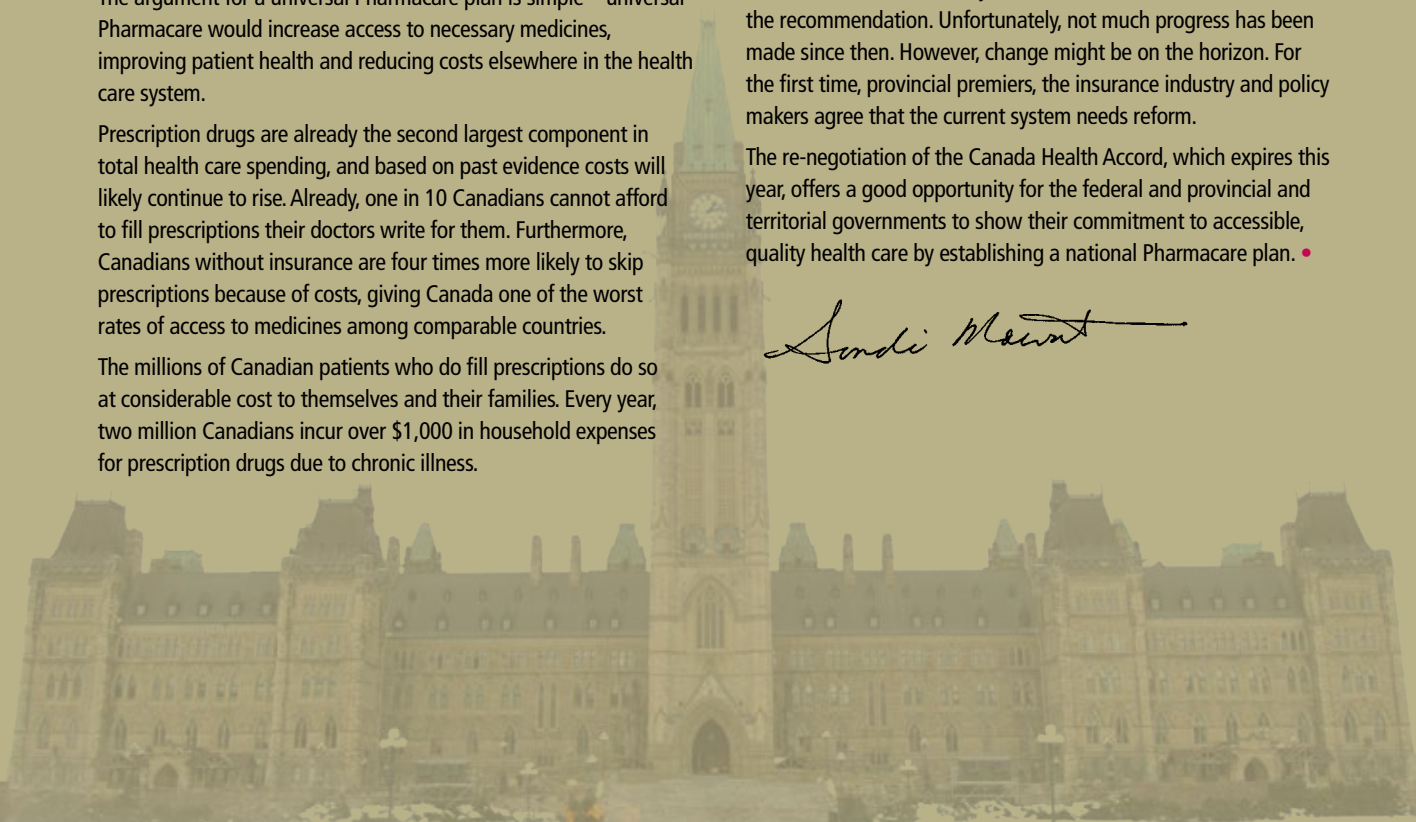 The argument for a universal Pharmacare plan is simple – universal
Pharmacare would increase access to necessary medicines,
improving patient health and reducing costs elsewhere in the health
care system.
Prescription drugs are already the second largest component in
total health care spending, and based on past evidence costs will
likely continue to rise. Already, one in 10 Canadians cannot afford
to fill prescriptions their doctors write for them. Furthermore,
Canadians without insurance are four times more likely to skip
prescriptions because of costs, giving Canada one of the worst
rates of access to medicines among comparable countries.
The millions of Canadian patients who do fill prescriptions do so
at considerable cost to themselves and their families. Every year,
two million Canadians incur over $1,000 in household expenses
for prescription drugs due to chronic illness.
the recommendation. Unfortunately, not much progress has been
made since then. However, change might be on the horizon. For
the first time, provincial premiers, the insurance industry and policy
makers agree that the current system needs reform.
The re-negotiation of the Canada Health Accord, which expires this
year, offers a good opportunity for the federal and provincial and
territorial governments to show their commitment to accessible,
quality health care by establishing a national Pharmacare plan. •
Sandi Mowat